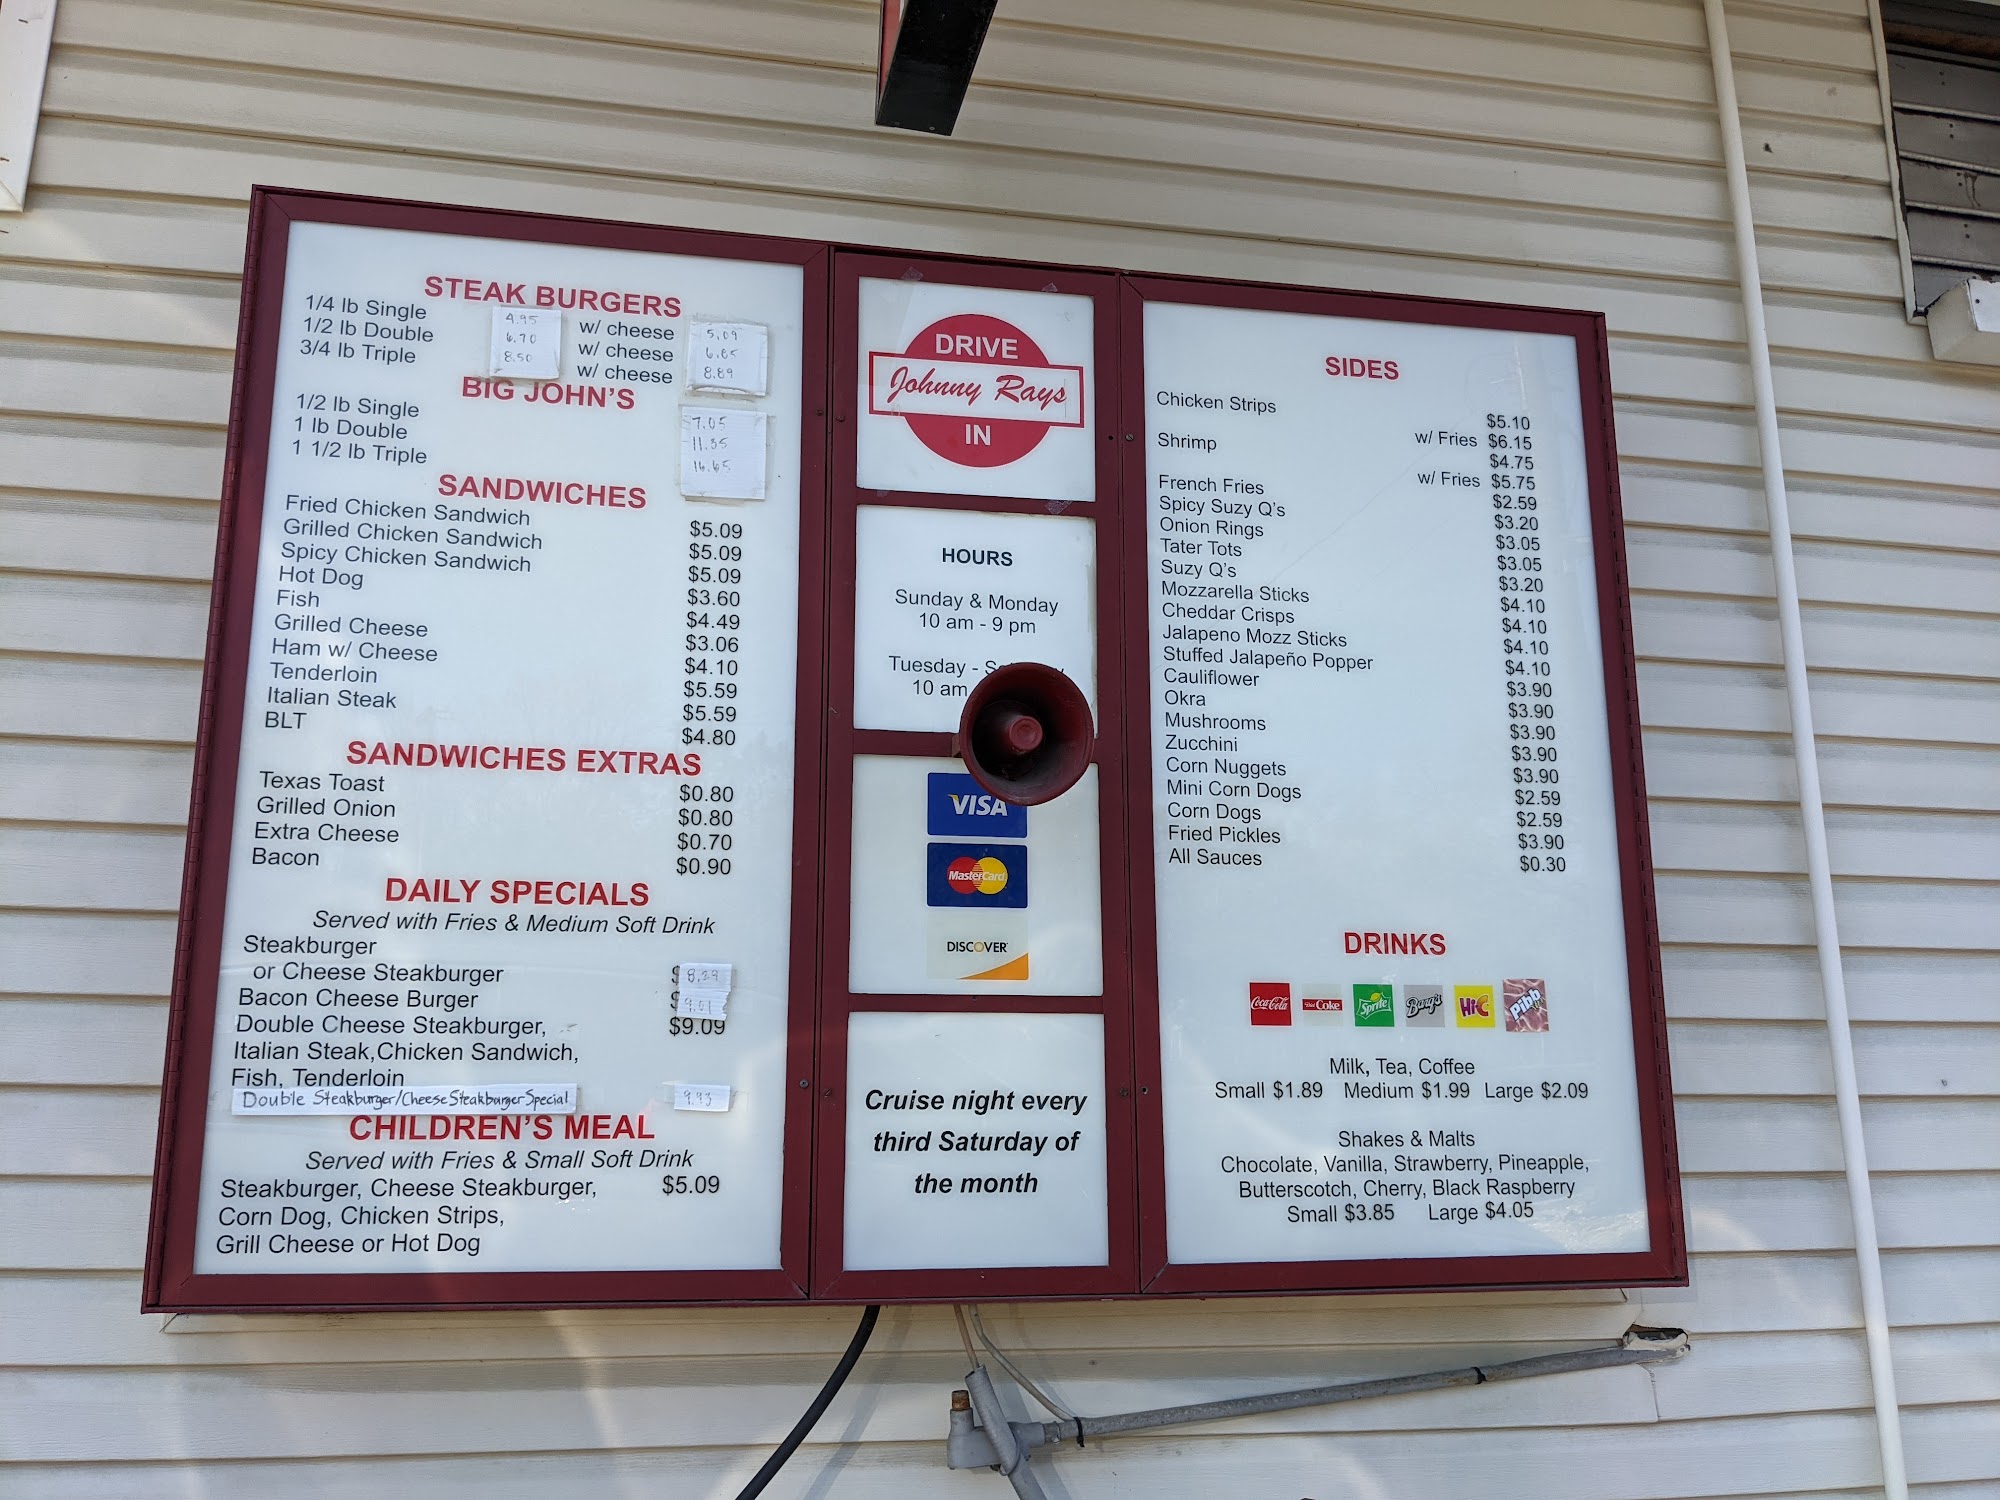 STEAK BURGERS
1/4 lb Single 4.95 w/ cheese 5.09
1/2 lb Double 6.70 w/ cheese 6.85
3/4 lb Triple 8.50 w/ cheese 8.89
BIG JOHN'S
1/2 lb Single 7.05
1 lb Double 11.35
1 1/2 lb Triple 16.65
SANDWICHES
Fried Chicken Sandwich $5.09
Grilled Chicken Sandwich $5.09
Spicy Chicken Sandwich $5.09
Hot Dog $3.60
Fish $4.49
Grilled Cheese $3.06
Ham w/ Cheese $4.10
Tenderloin $5.59
Italian Steak $5.59
BLT $4.80
SANDWICHES EXTRAS
Texas Toast $0.80
Grilled Onion $0.80
Extra Cheese $0.70
Bacon $0.90
DAILY SPECIALS
Served with Fries & Medium Soft Drink
Steakburger
or Cheese Steakburger $8.29
Bacon Cheese Burger $9.01
Double Cheese Steakburger, $9.09
Italian Steak,Chicken Sandwich,
Fish, Tenderloin
Double Steakburger/Cheese Steakburger Special 9.93
CHILDREN'S MEAL
Served with Fries & Small Soft Drink
Steakburger, Cheese Steakburger, $5.09
Corn Dog, Chicken Strips,
Grill Cheese or Hot Dog
DRIVE
Johnny Rays
IN
HOURS
Sunday & Monday
10 am - 9 pm
Tuesday -
10 am
VISA
MasterCard
DISCOVER
Cruise night every
third Saturday of
the month
SIDES
Chicken Strips $5.10
w/ Fries $6.15
Shrimp $4.75
w/ Fries $5.75
French Fries $2.59
Spicy Suzy Q's $3.20
Onion Rings $3.05
Tater Tots $3.05
Suzy Q's $3.20
Mozzarella Sticks $4.10
Cheddar Crisps $4.10
Jalapeno Mozz Sticks $4.10
Stuffed Jalapeño Popper $4.10
Cauliflower $3.90
Okra $3.90
Mushrooms $3.90
Zucchini $3.90
Corn Nuggets $3.90
Mini Corn Dogs $2.59
Corn Dogs $2.59
Fried Pickles $3.90
All Sauces $0.30
DRINKS
Coca-Cola Diet Coke Sprite Barq's Hi-C Pibb
Milk, Tea, Coffee
Small $1.89 Medium $1.99 Large $2.09
Shakes & Malts
Chocolate, Vanilla, Strawberry, Pineapple,
Butterscotch, Cherry, Black Raspberry
Small $3.85 Large $4.05